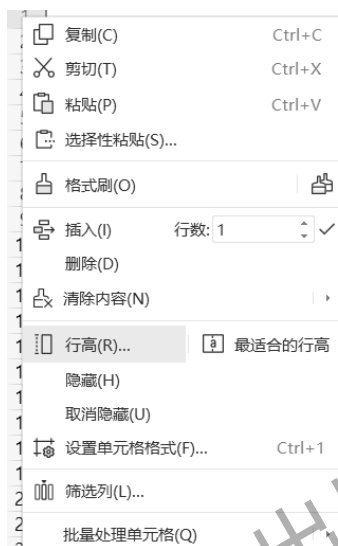 复制(C) Ctrl+C
剪切(T) Ctrl+X
粘贴(P) Ctrl+V
选择性粘贴(S)...
格式刷(O)
插入(I) 行数: 1
删除(D)
清除内容(N)
行高(R)... 最适合的行高
隐藏(H)
取消隐藏(U)
设置单元格格式(F)... Ctrl+1
筛选列(L)...
批量处理单元格(Q)